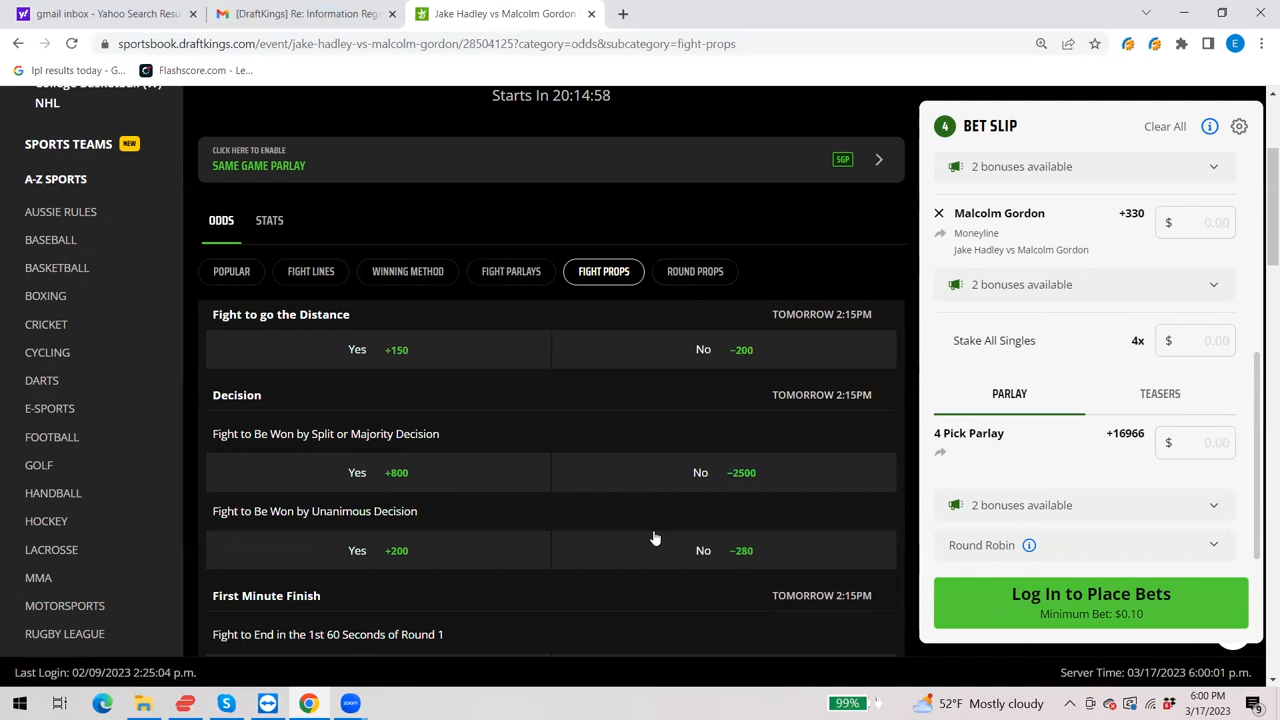 gmail inbox - Yahoo Search Resul
[DraftKings] Re: Information Reg
Jake Hadley vs Malcolm Gordon
sportsbook.draftkings.com/event/jake-hadley-vs-malcolm-gordon/28504125?category=odds&subcategory=fight-props
E
Ipl results today - G...
Flashscore.com - Le...
NHL
SPORTS TEAMS NEW
A-Z SPORTS
AUSSIE RULES
BASEBALL
BASKETBALL
BOXING
CRICKET
CYCLING
DARTS
E-SPORTS
FOOTBALL
GOLF
HANDBALL
HOCKEY
LACROSSE
MMA
MOTORSPORTS
RUGBY LEAGUE
Starts In 20:14:58
CLICK HERE TO ENABLE
SAME GAME PARLAY
SGP
ODDS STATS
POPULAR FIGHT LINES WINNING METHOD FIGHT PARLAYS FIGHT PROPS ROUND PROPS
Fight to go the Distance TOMORROW 2:15PM
Yes +150 No −200
Decision TOMORROW 2:15PM
Fight to Be Won by Split or Majority Decision
Yes +800 No −2500
Fight to Be Won by Unanimous Decision
Yes +200 No −280
First Minute Finish TOMORROW 2:15PM
Fight to End in the 1st 60 Seconds of Round 1
4 BET SLIP Clear All
2 bonuses available
Malcolm Gordon +330 $ 0.00
Moneyline
Jake Hadley vs Malcolm Gordon
2 bonuses available
Stake All Singles 4x $ 0.00
PARLAY TEASERS
4 Pick Parlay +16966 $ 0.00
2 bonuses available
Round Robin
Log In to Place Bets
Minimum Bet: $0.10
Last Login: 02/09/2023 2:25:04 p.m. Server Time: 03/17/2023 6:00:01 p.m.
99%
52°F Mostly cloudy
6:00 PM
3/17/2023
9